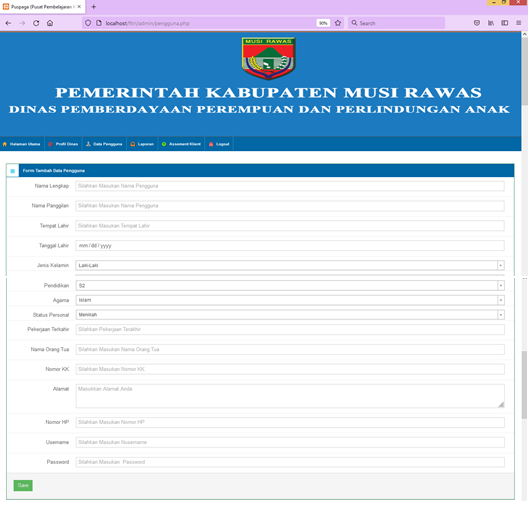 Puspaga (Pusat Pembelajaran K
localhost/fitri/admin/pengguna.php
90%
Search
MUSI RAWAS
PEMERINTAH KABUPATEN MUSI RAWAS
DINAS PEMBERDAYAAN PEREMPUAN DAN PERLINDUNGAN ANAK
Halaman Utama Profil Dinas Data Pengguna Laporan Assement Klient Logout
Form Tambah Data Pengguna
Nama Lengkap Silahkan Masukan Nama Pengguna
Nama Panggilan Silahkan Masukan Nama Pengguna
Tempat Lahir Silahkan Masukan Tempat Lahir
Tanggal Lahir mm / dd / yyyy
Jenis Kalamin Laki-Laki
Pendidikan S2
Agama Islam
Status Personal Menikah
Pekerjaan Terkahir Silahkan Pekerjaan Terakhir
Nama Orang Tua Silahkan Masukan Nama Orang Tua
Nomor KK Silahkan Masukan Nomor KK
Alamat Masukkan Alamat Anda
Nomor HP Silahkan Masukan Nomor HP
Username Silahkan Masukan Nusername
Password Silahkan Masukan Password
Save